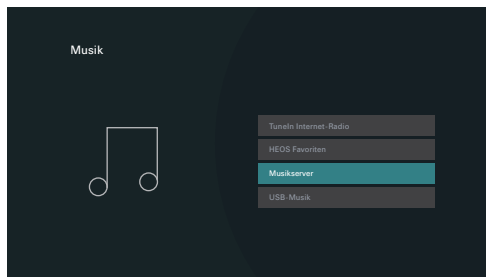 Musik
TuneIn Internet-Radio
HEOS Favoriten
Musikserver
USB-Musik